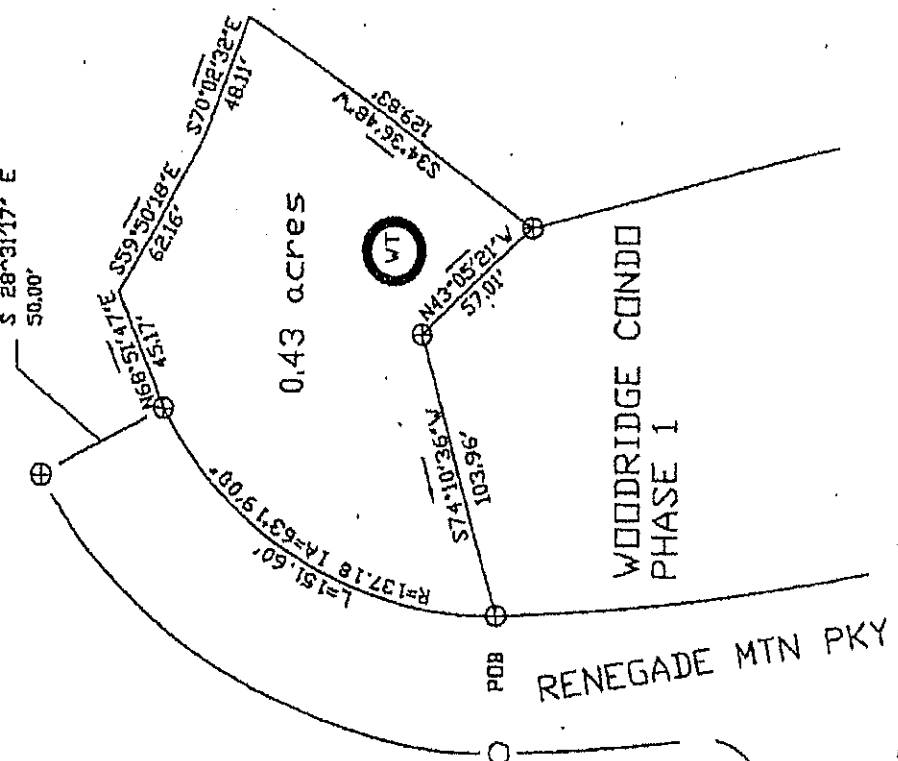 S 28°31'17" E
50.00'
N68°51'47"E
45.17'
S59°50'18"E
62.16'
S70°02'32"E
48.11'
S34°36'48"W
129.83'
0.43 acres
WT
N43°05'21"W
57.01'
S74°10'36"W
103.96'
L=151.60'
R=137.18 IA=63°19'00"
WOODRIDGE CONDO
PHASE 1
POB
RENEGADE MTN PKY